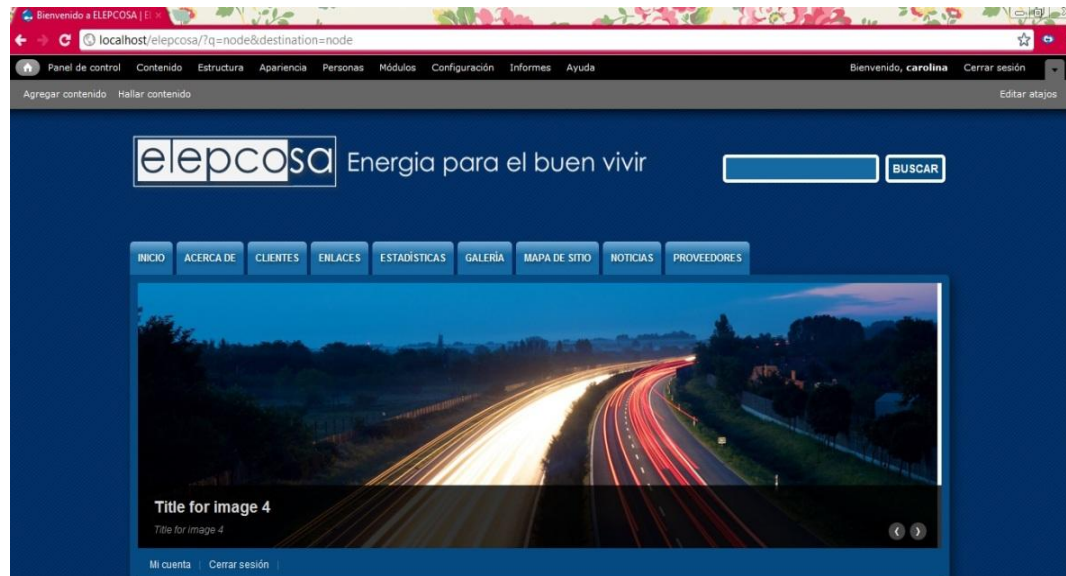 Bienvenido a ELEPCOSA | El
localhost/elepcosa/?q=node&destination=node
Panel de control Contenido Estructura Apariencia Personas Módulos Configuración Informes Ayuda Bienvenido, carolina Cerrar sesión
Agregar contenido Hallar contenido Editar atajos
elepcosa Energia para el buen vivir BUSCAR
INICIO ACERCA DE CLIENTES ENLACES ESTADÍSTICAS GALERÌA MAPA DE SITIO NOTICIAS PROVEEDORES
Title for image 4
Title for image 4
Mi cuenta | Cerrar sesión |